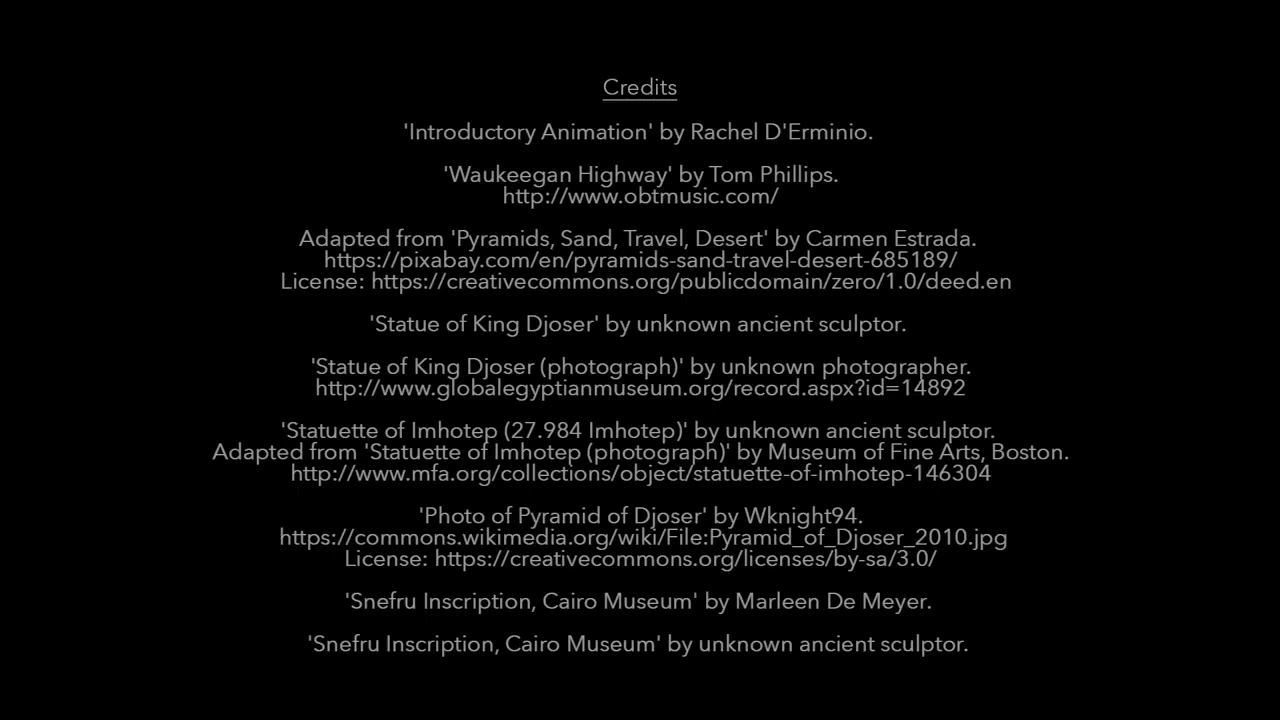 Credits
'Introductory Animation' by Rachel D'Erminio.
'Waukeegan Highway' by Tom Phillips.
http://www.obtmusic.com/
Adapted from 'Pyramids, Sand, Travel, Desert' by Carmen Estrada.
https://pixabay.com/en/pyramids-sand-travel-desert-685189/
License: https://creativecommons.org/publicdomain/zero/1.0/deed.en
'Statue of King Djoser' by unknown ancient sculptor.
'Statue of King Djoser (photograph)' by unknown photographer.
http://www.globalegyptianmuseum.org/record.aspx?id=14892
'Statuette of Imhotep (27.984 Imhotep)' by unknown ancient sculptor.
Adapted from 'Statuette of Imhotep (photograph)' by Museum of Fine Arts, Boston.
http://www.mfa.org/collections/object/statuette-of-imhotep-146304
'Photo of Pyramid of Djoser' by Wknight94.
https://commons.wikimedia.org/wiki/File:Pyramid_of_Djoser_2010.jpg
License: https://creativecommons.org/licenses/by-sa/3.0/
'Snefru Inscription, Cairo Museum' by Marleen De Meyer.
'Snefru Inscription, Cairo Museum' by unknown ancient sculptor.